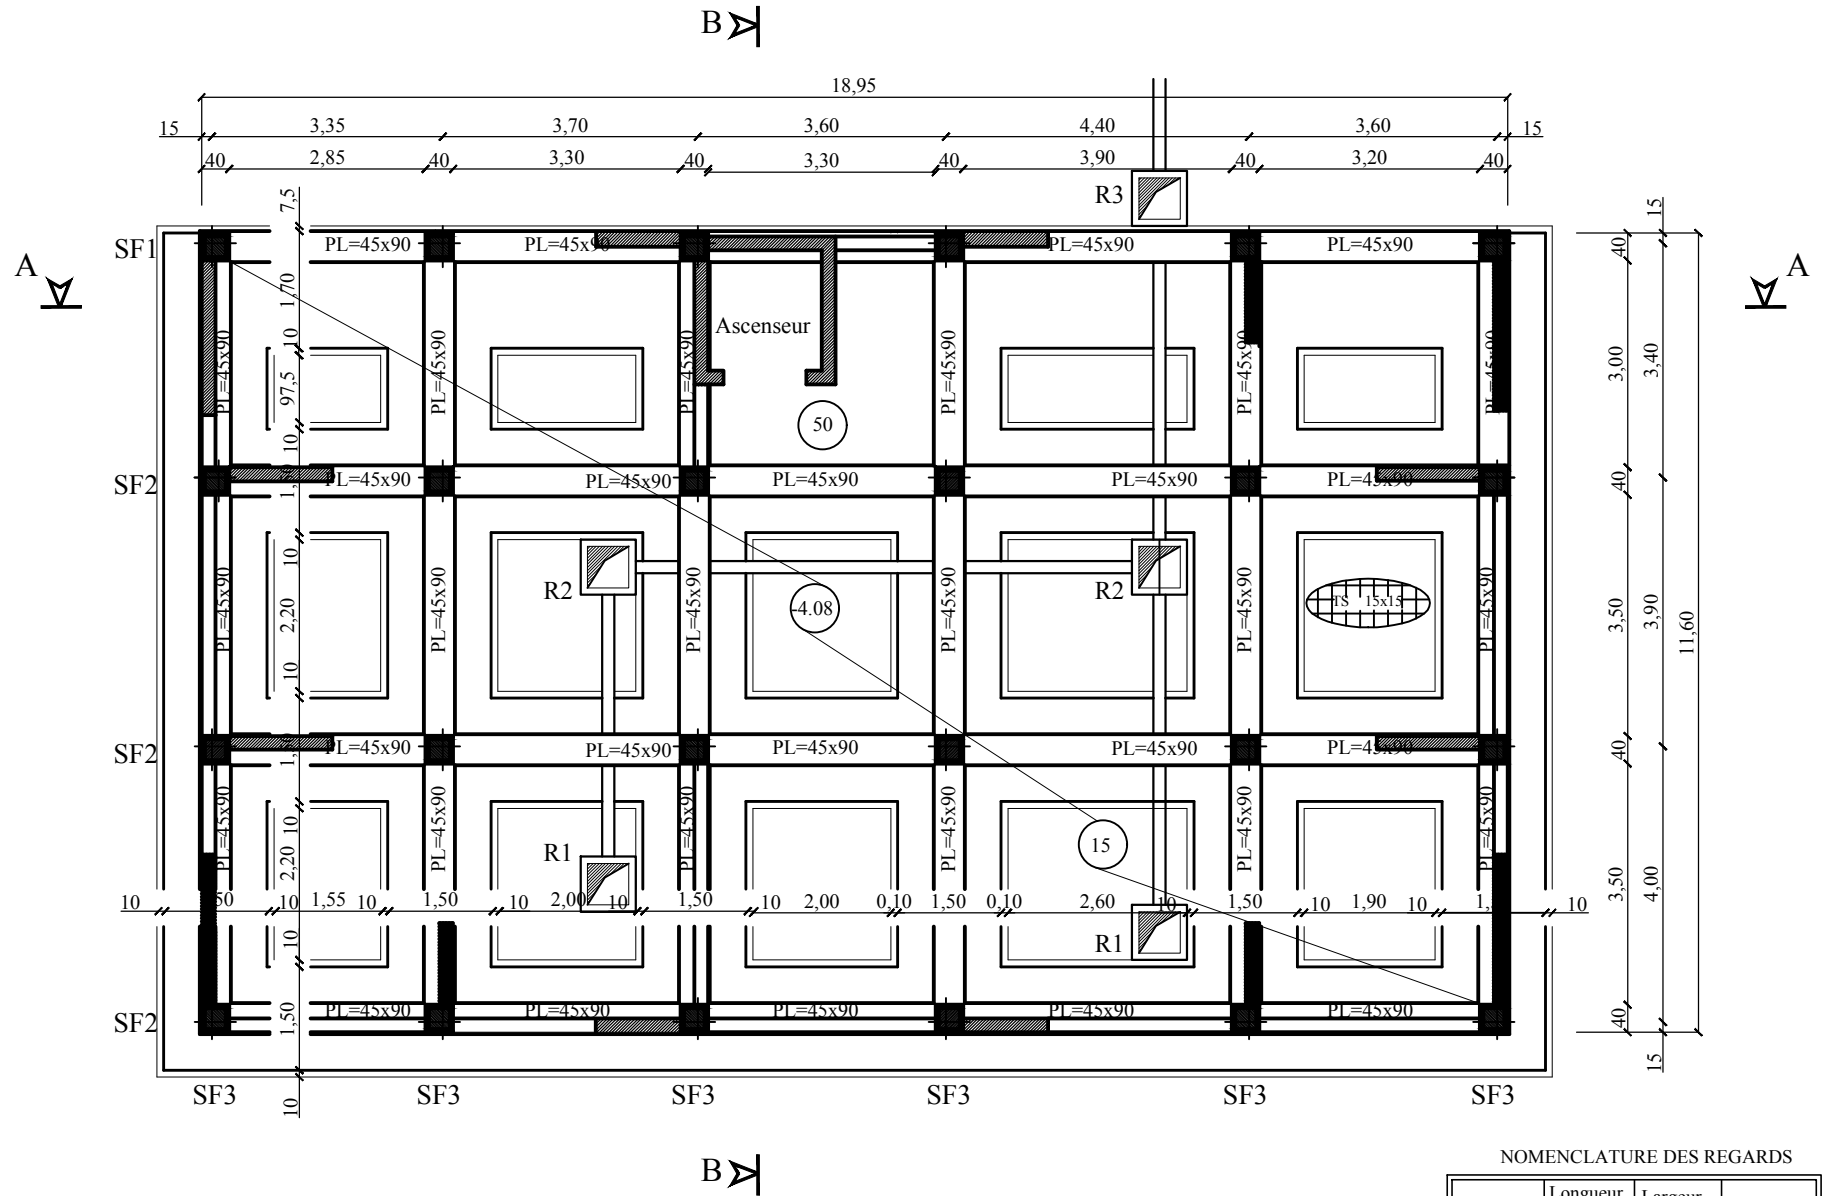 B
18,95
15 3,35 3,70 3,60 4,40 3,60 15
40 2,85 40 3,30 40 3,30 40 3,90 40 3,20 40
R3
7,5
15
SF1 PL=45x90 PL=45x90 PL=45x90 PL=45x90
40
A
A
1,70
Ascenseur
10
PL=45x90 PL=45x90 PL=45x90 PL=45x90 PL=45x90
3,00 3,40
97,5
50
10
SF2 PL=45x90 PL=45x90 PL=45x90 PL=45x90 PL=45x90
40
10
R2 R2
-4.08
TS 15x15
PL=45x90 PL=45x90 PL=45x90 PL=45x90 PL=45x90 PL=45x90
2,20
3,50 3,90 11,60
10
SF2 PL=45x90 PL=45x90 PL=45x90 PL=45x90 PL=45x90
40
PL=45x90 PL=45x90 PL=45x90 PL=45x90 PL=45x90 PL=45x90
10
15
R1
2,20
3,50 4,00
10 10 1,55 10 1,50 10 2,00 10 1,50 10 2,00 0,10 1,50 0,10 2,60 10 1,50 10 1,90 10 10
10
R1
1,50
SF2 PL=45x90 PL=45x90 PL=45x90 PL=45x90 PL=45x90
40
15
SF3 SF3 SF3 SF3 SF3 SF3
10
B
NOMENCLATURE DES REGARDS
Longueur Largeur